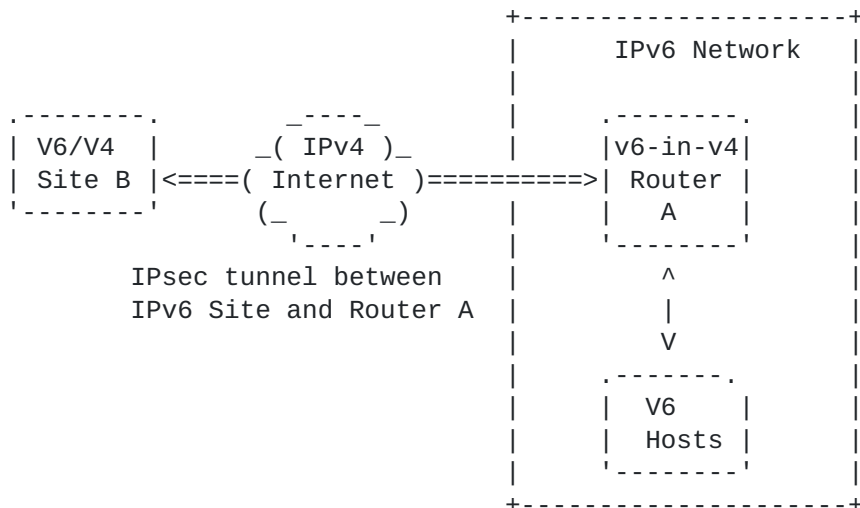 IPv6 Network
V6/V4
Site B
IPv4
Internet
v6-in-v4
Router
A
IPsec tunnel between
IPv6 Site and Router A
V6
Hosts